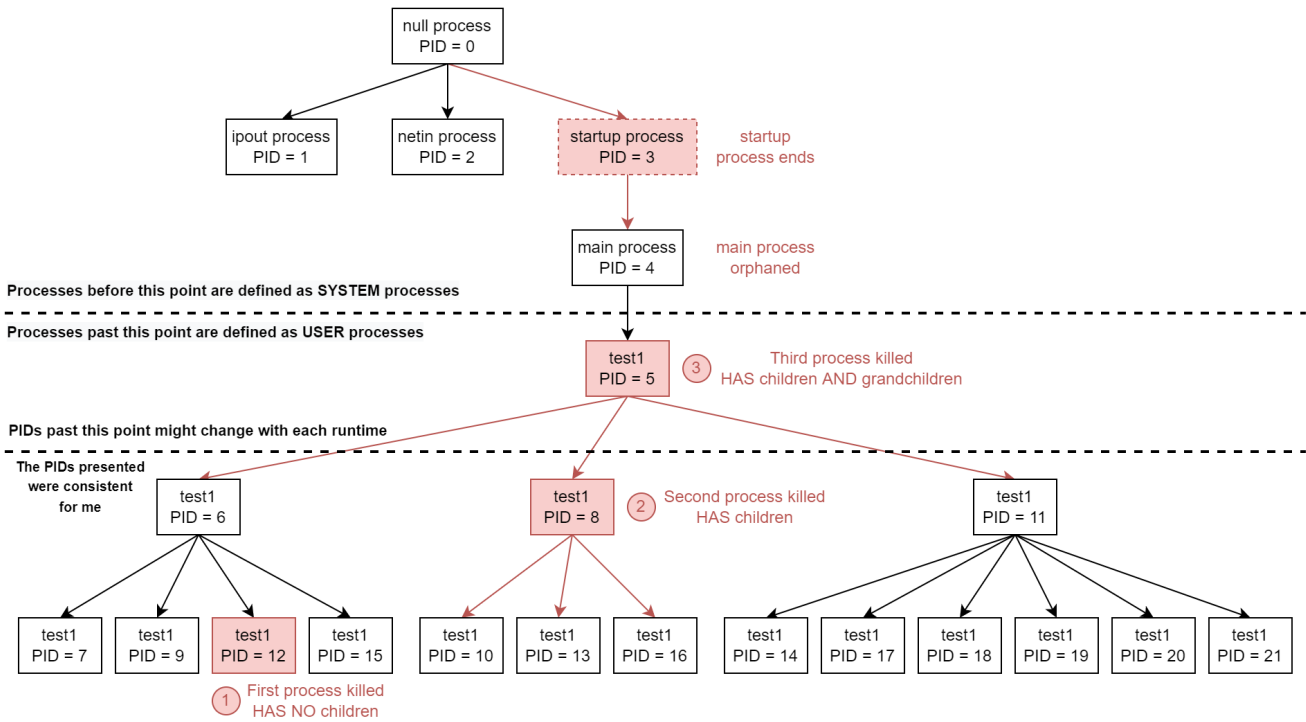 null process
PID = 0
ipout process
PID = 1
netin process
PID = 2
startup process
PID = 3
startup
process ends
main process
PID = 4
main process
orphaned
Processes before this point are defined as SYSTEM processes
Processes past this point are defined as USER processes
test1
PID = 5
3
Third process killed
HAS children AND grandchildren
PIDs past this point might change with each runtime
The PIDs presented
were consistent
for me
test1
PID = 6
test1
PID = 8
2
Second process killed
HAS children
test1
PID = 11
test1
PID = 7
test1
PID = 9
test1
PID = 12
test1
PID = 15
test1
PID = 10
test1
PID = 13
test1
PID = 16
test1
PID = 14
test1
PID = 17
test1
PID = 18
test1
PID = 19
test1
PID = 20
test1
PID = 21
1
First process killed
HAS NO children